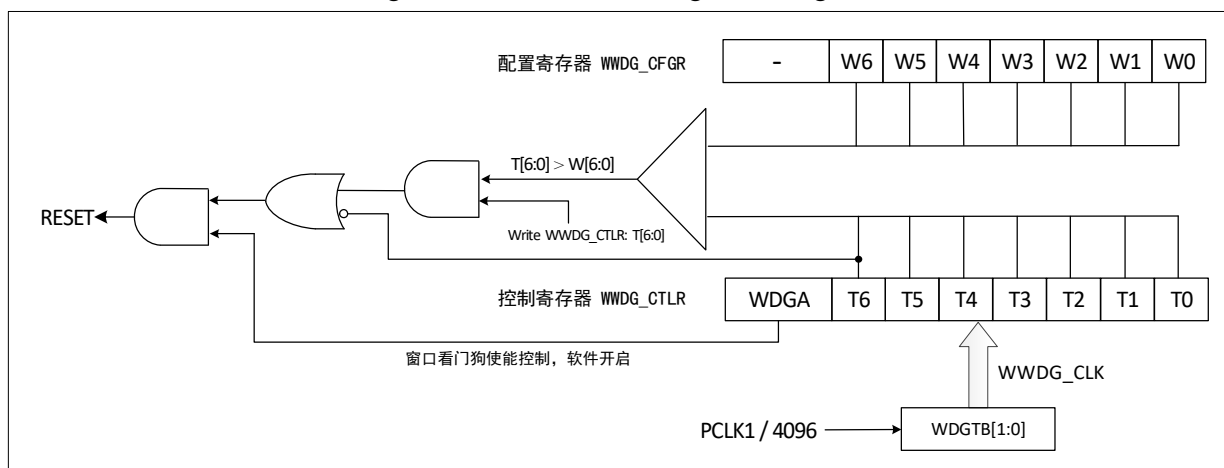 配置寄存器 WWDG_CFGR
- W6 W5 W4 W3 W2 W1 W0
T[6:0] > W[6:0]
RESET
Write WWDG_CTLR: T[6:0]
控制寄存器 WWDG_CTLR
WDGA T6 T5 T4 T3 T2 T1 T0
窗口看门狗使能控制，软件开启
WWDG_CLK
PCLK1 / 4096
WDGTB[1:0]